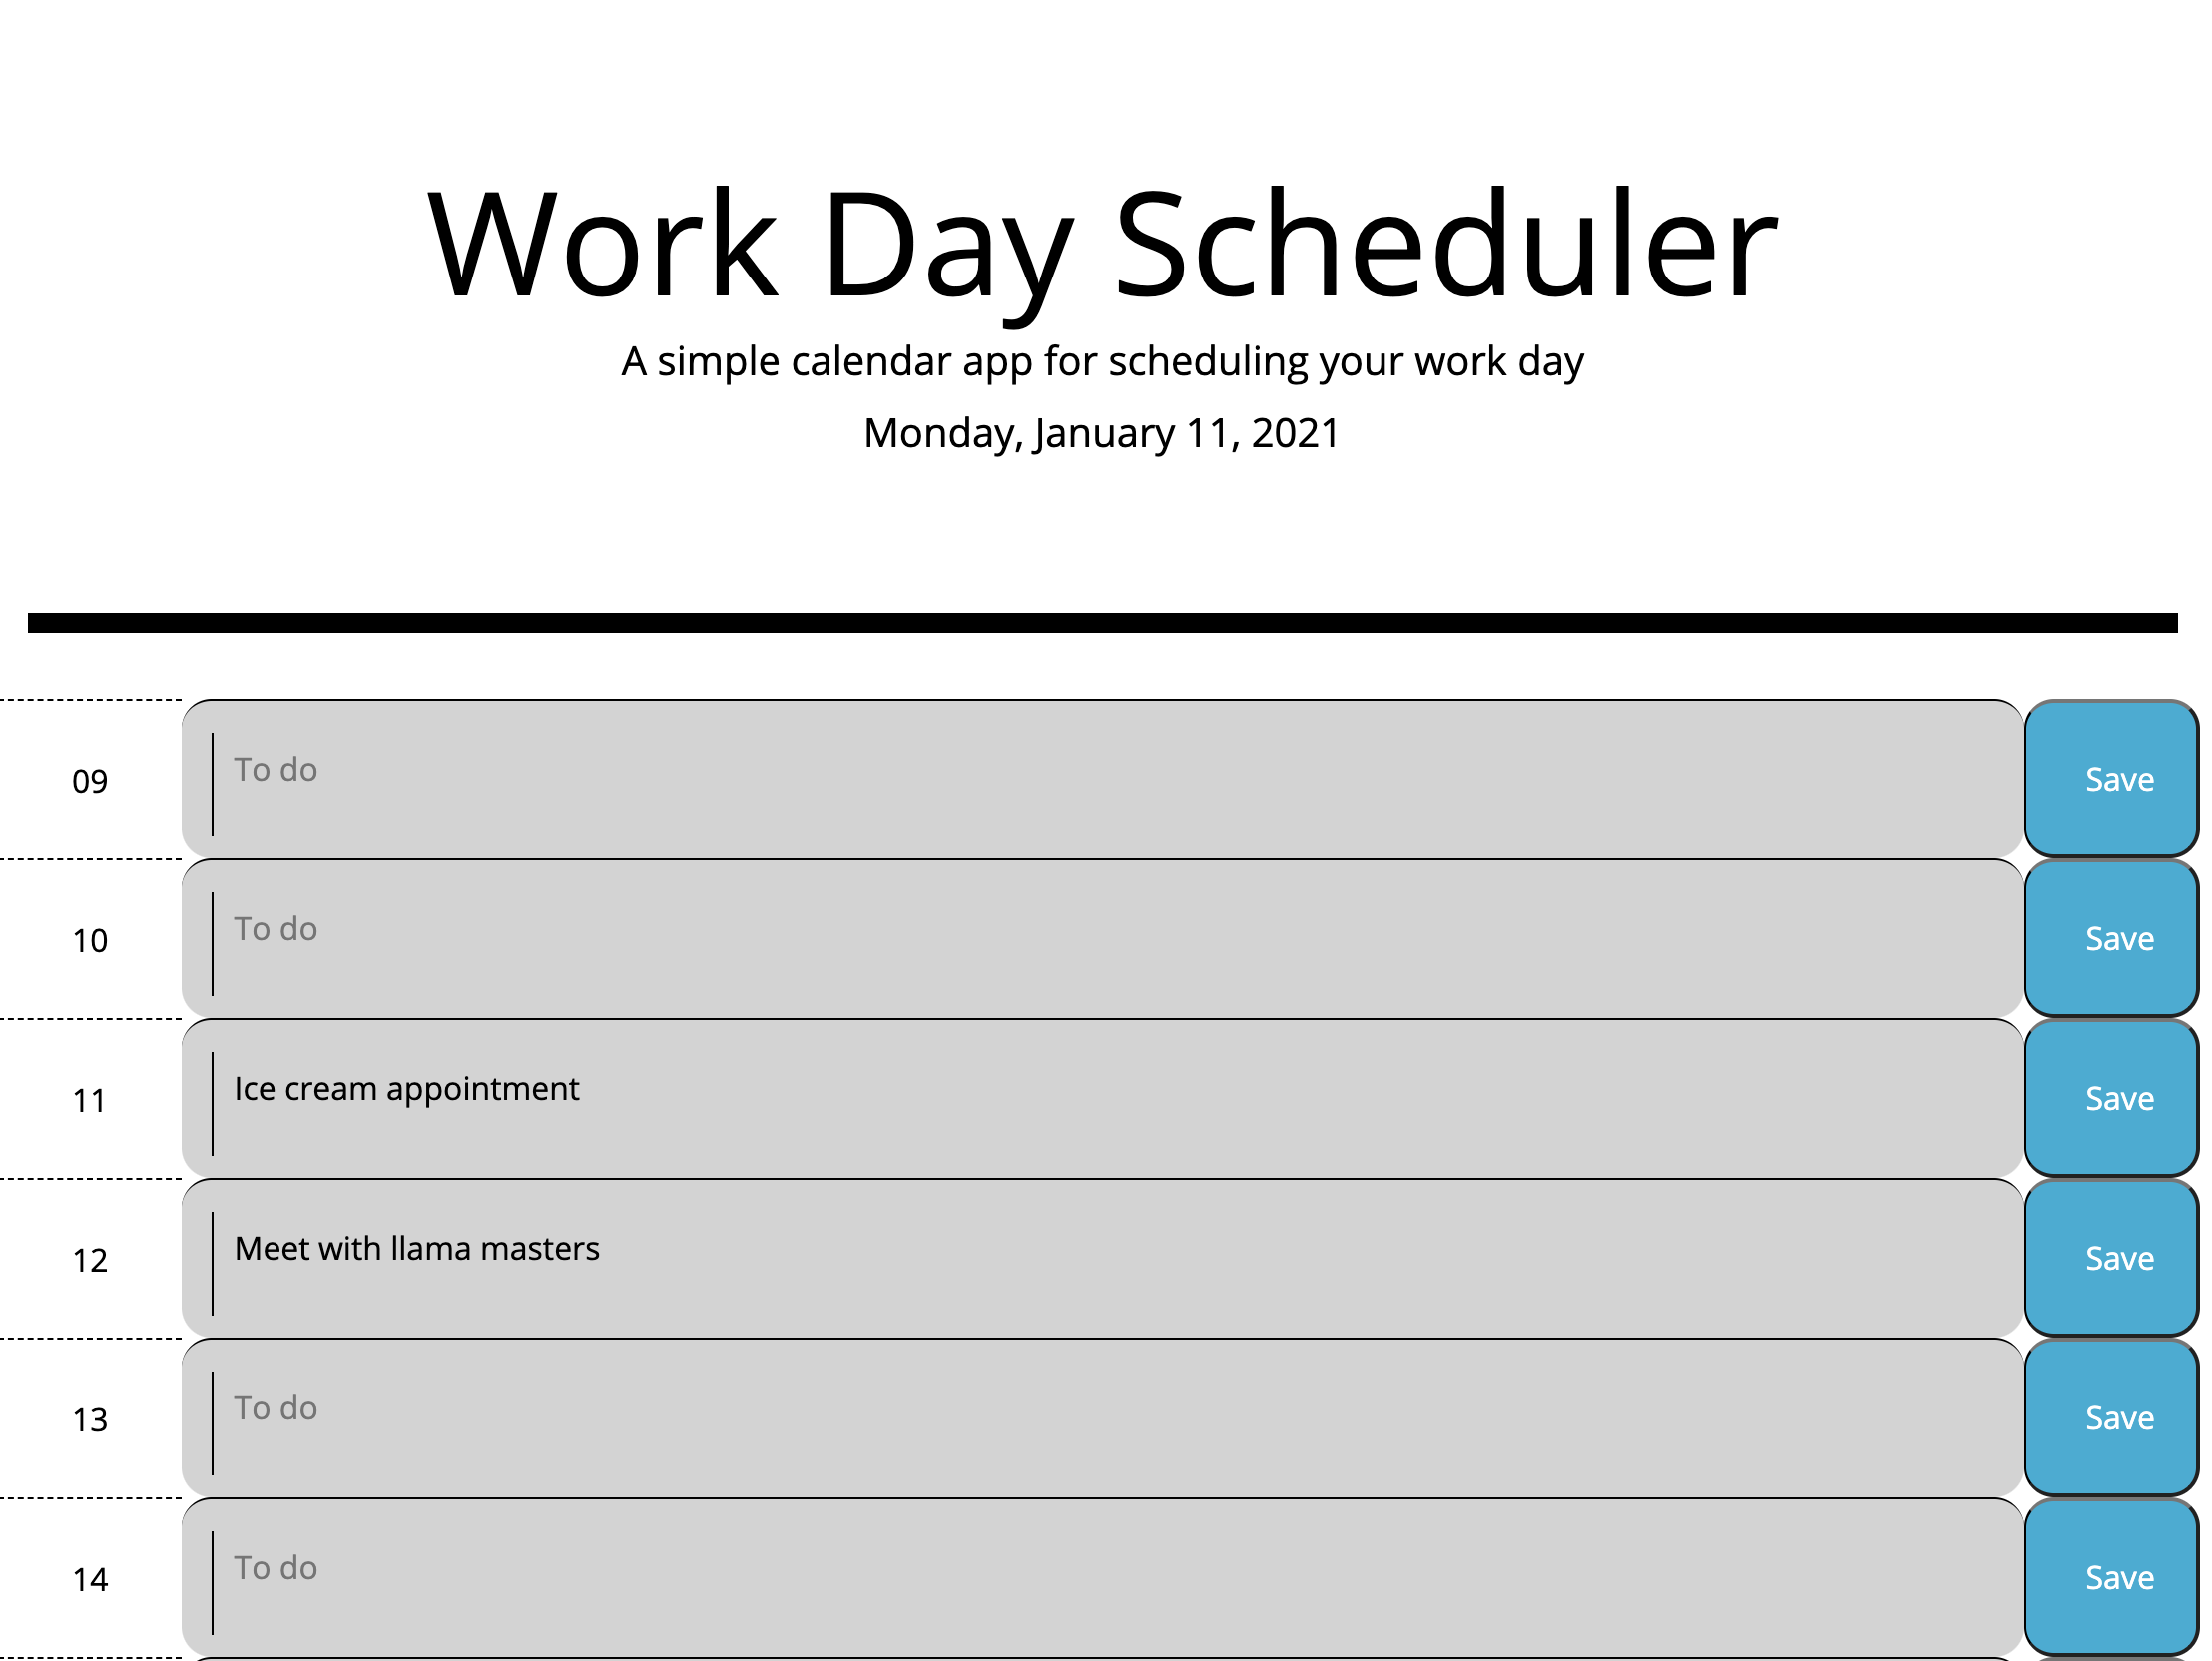 Work Day Scheduler
A simple calendar app for scheduling your work day
Monday, January 11, 2021
09 To do Save
10 To do Save
11 Ice cream appointment Save
12 Meet with llama masters Save
13 To do Save
14 To do Save